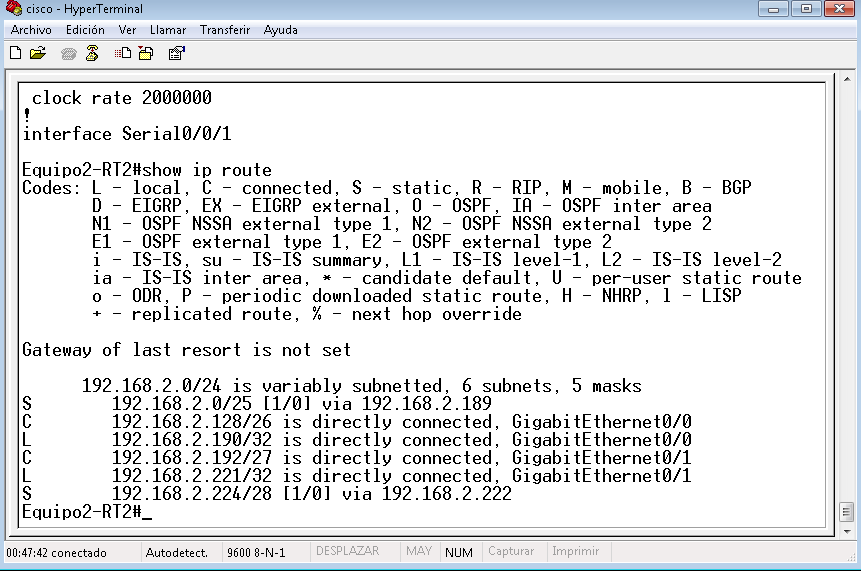 cisco - HyperTerminal
Archivo Edición Ver Llamar Transferir Ayuda
clock rate 2000000
!
interface Serial0/0/1
Equipo2-RT2#show ip route
Codes: L - local, C - connected, S - static, R - RIP, M - mobile, B - BGP
D - EIGRP, EX - EIGRP external, O - OSPF, IA - OSPF inter area
N1 - OSPF NSSA external type 1, N2 - OSPF NSSA external type 2
E1 - OSPF external type 1, E2 - OSPF external type 2
i - IS-IS, su - IS-IS summary, L1 - IS-IS level-1, L2 - IS-IS level-2
ia - IS-IS inter area, * - candidate default, U - per-user static route
o - ODR, P - periodic downloaded static route, H - NHRP, l - LISP
+ - replicated route, % - next hop override
Gateway of last resort is not set
192.168.2.0/24 is variably subnetted, 6 subnets, 5 masks
S 192.168.2.0/25 [1/0] via 192.168.2.189
C 192.168.2.128/26 is directly connected, GigabitEthernet0/0
L 192.168.2.190/32 is directly connected, GigabitEthernet0/0
C 192.168.2.192/27 is directly connected, GigabitEthernet0/1
L 192.168.2.221/32 is directly connected, GigabitEthernet0/1
S 192.168.2.224/28 [1/0] via 192.168.2.222
Equipo2-RT2#_
00:47:42 conectado Autodetect. 9600 8-N-1 DESPLAZAR MAY NUM Capturar Imprimir